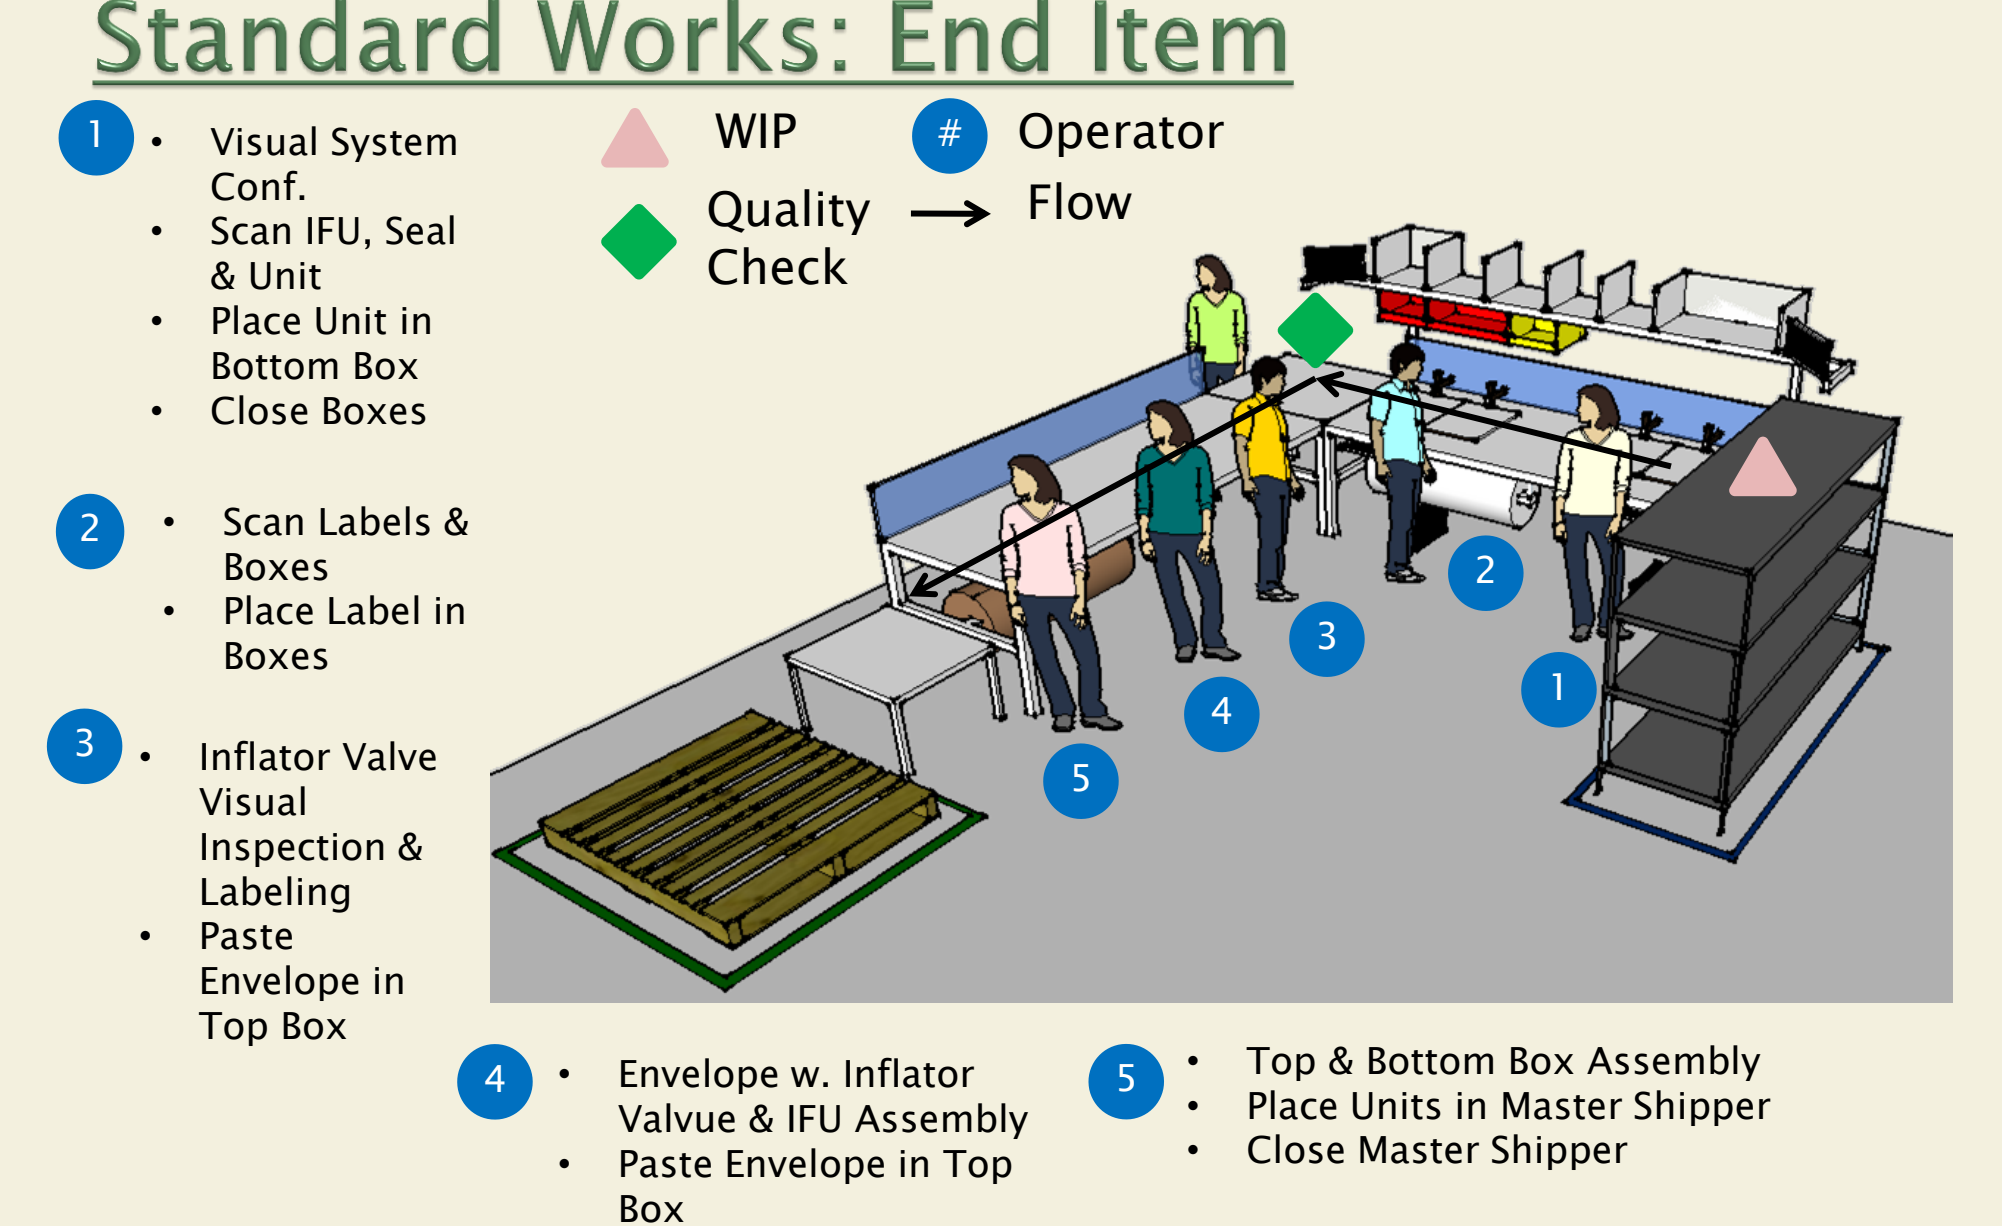 Standard Works: End Item
1
• Visual System
Conf.
• Scan IFU, Seal
& Unit
• Place Unit in
Bottom Box
• Close Boxes
WIP
# Operator
Quality
Check
Flow
2
• Scan Labels &
Boxes
• Place Label in
Boxes
3
• Inflator Valve
Visual
Inspection &
Labeling
• Paste
Envelope in
Top Box
2
3
1
4
5
4
• Envelope w. Inflator
Valvue & IFU Assembly
• Paste Envelope in Top
Box
5
• Top & Bottom Box Assembly
• Place Units in Master Shipper
• Close Master Shipper